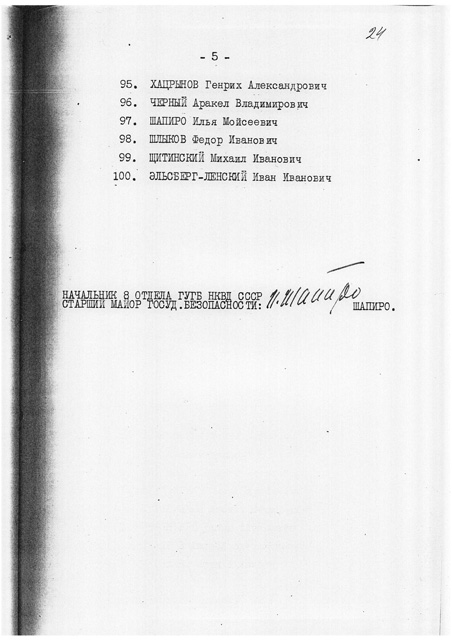 24
- 5 -
95. ХАЦРЫНОВ Генрих Александрович
96. ЧЕРНЫЙ Аракел Владимирович
97. ШАПИРО Илья Мойсеевич
98. ШЛЫКОВ Федор Иванович
99. ЩИТИНСКИЙ Михаил Иванович
100. ЭЛЬСБЕРГ-ЛЕНСКИЙ Иван Иванович
НАЧАЛЬНИК 8 ОТДЕЛА ГУГБ НКВД СССР
СТАРШИЙ МАЙОР ГОСУД.БЕЗОПАСНОСТИ: И. Шапиро ШАПИРО.